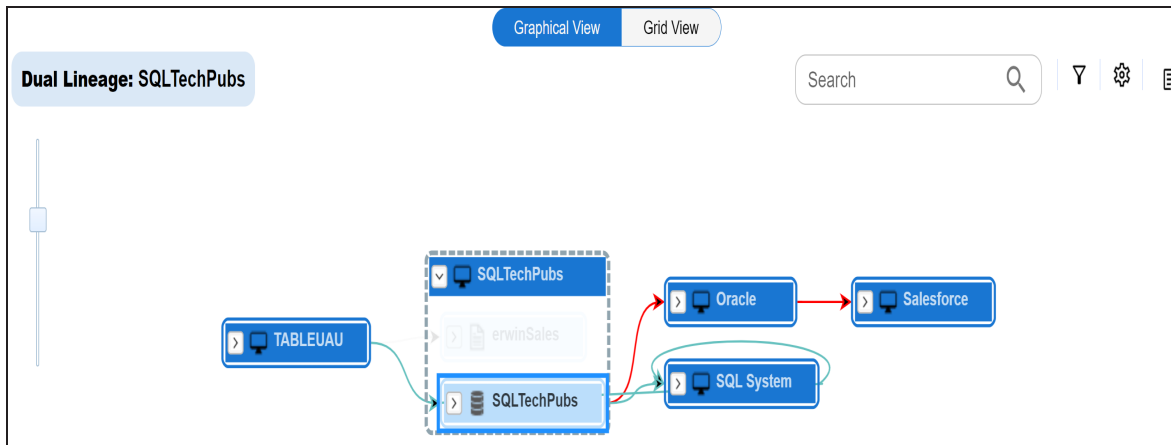 Graphical View
Grid View
Dual Lineage: SQLTechPubs
Search
SQLTechPubs
Oracle
Salesforce
TABLEUAU
erwinSales
SQLTechPubs
SQL System